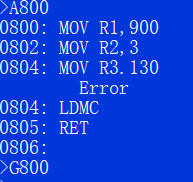 >A800
0800: MOV R1,900
0802: MOV R2,3
0804: MOV R3.130
Error
0804: LDMC
0805: RET
0806:
>G800